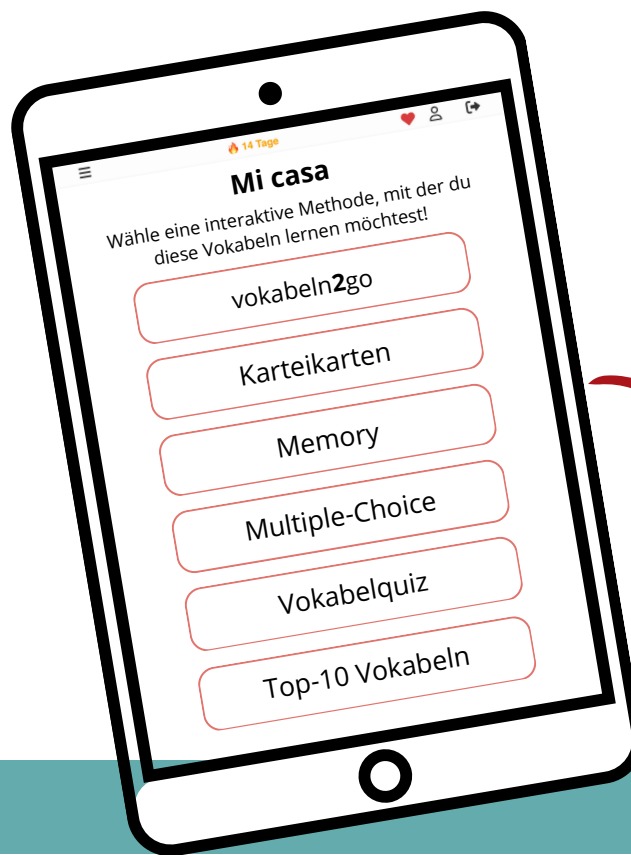 14 Tage
Mi casa
Wähle eine interaktive Methode, mit der du
diese Vokabeln lernen möchtest!
vokabeln2go
Karteikarten
Memory
Multiple-Choice
Vokabelquiz
Top-10 Vokabeln